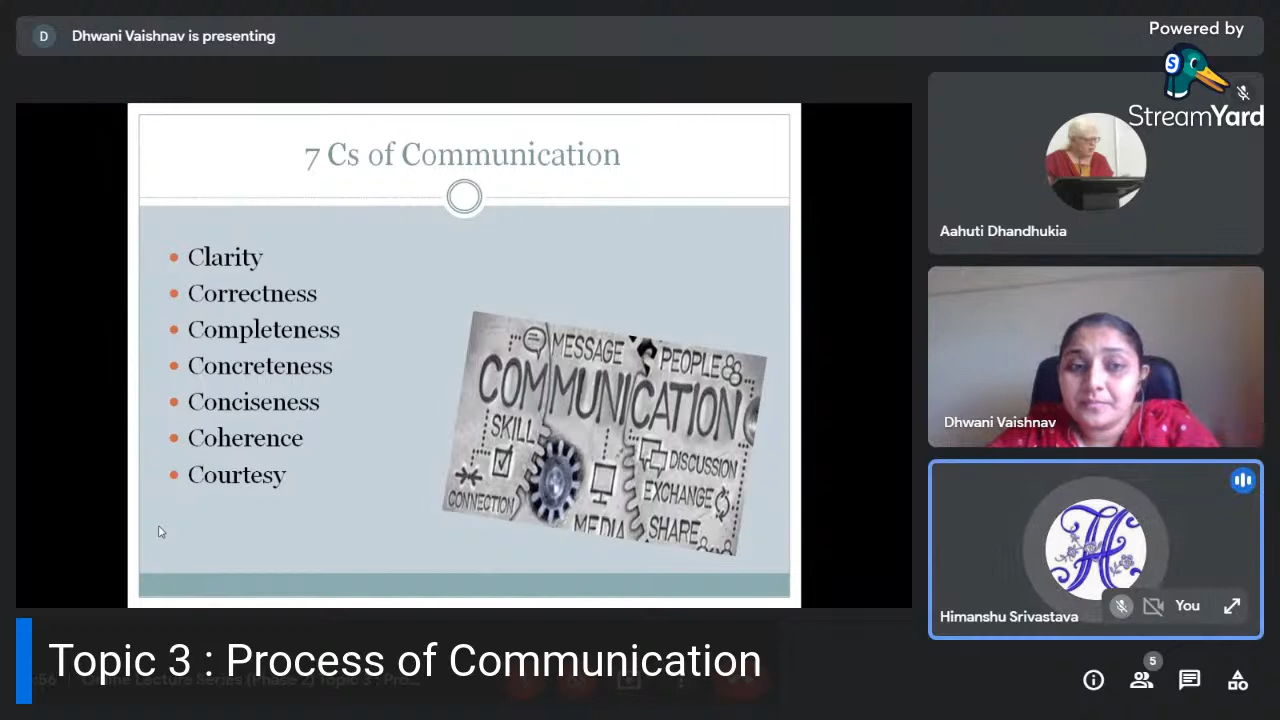 D Dhwani Vaishnav is presenting
Powered by
S
StreamYard
7 Cs of Communication
• Clarity
• Correctness
• Completeness
• Concreteness
• Conciseness
• Coherence
• Courtesy
MESSAGE PEOPLE
COMMUNICATION
SKILL
DISCUSSION
CONNECTION
EXCHANGE
MEDIA SHARE
Aahuti Dhandhukia
Dhwani Vaishnav
H
You
Himanshu Srivastava
Topic 3 : Process of Communication
5